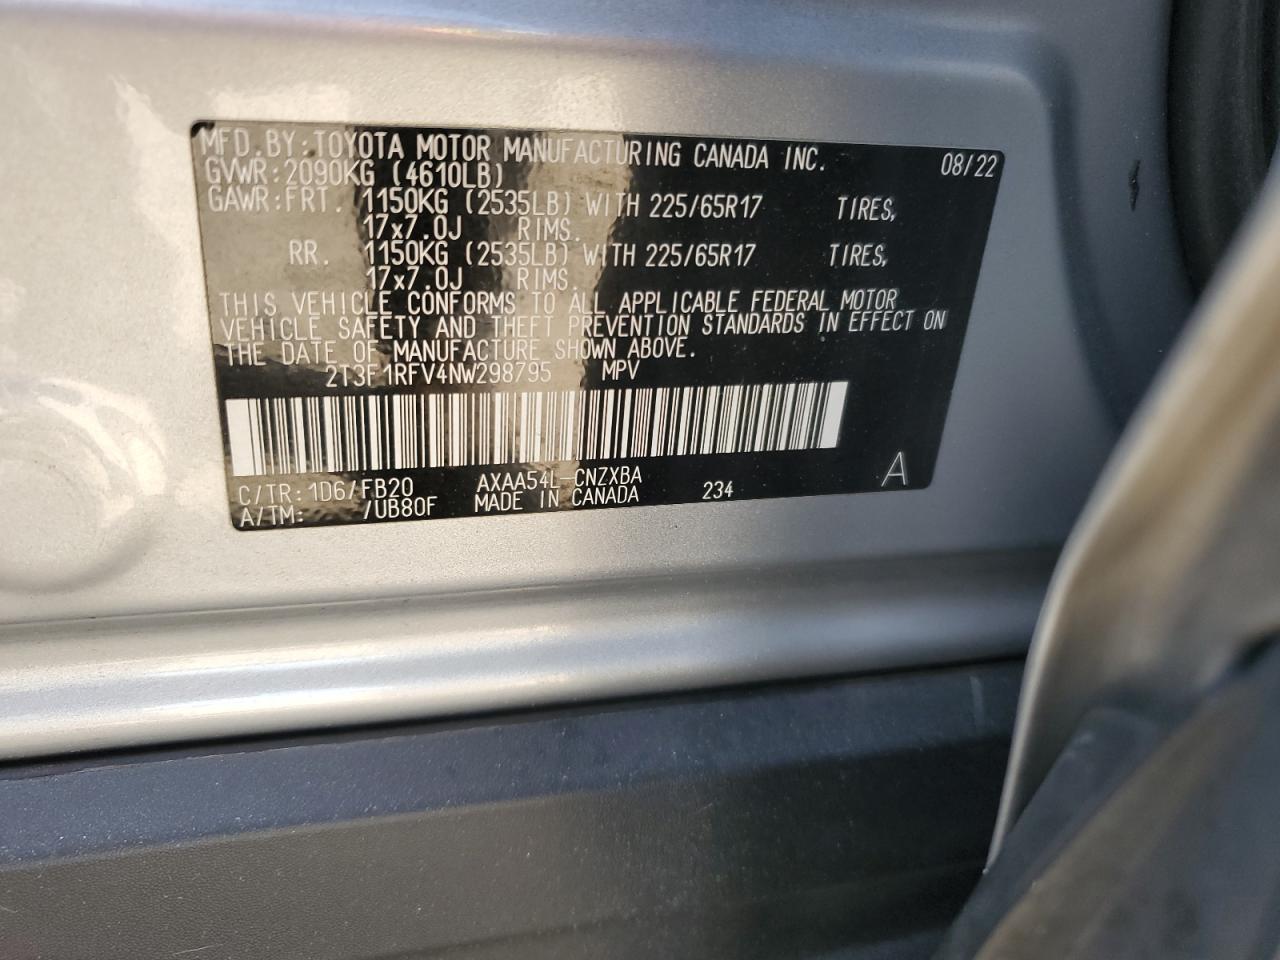 MFD.BY:TOYOTA MOTOR MANUFACTURING CANADA INC. 08/22
GVWR:2090KG (4610LB)
GAWR:FRT. 1150KG (2535LB) WITH 225/65R17 TIRES,
17x7.0J RIMS.
RR. 1150KG (2535LB) WITH 225/65R17 TIRES,
17x7.0J RIMS.
THIS VEHICLE CONFORMS TO ALL APPLICABLE FEDERAL MOTOR
VEHICLE SAFETY AND THEFT PREVENTION STANDARDS IN EFFECT ON
THE DATE OF MANUFACTURE SHOWN ABOVE.
2T3F1RFV4NW298795 MPV
C/TR:1D6/FB20 AXAA54L-CNZXBA
A/TM: /UB80F MADE IN CANADA 234
A